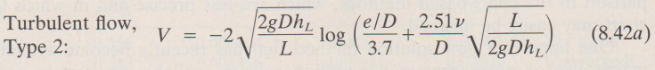 Turbulent flow, Type 2: V = -2 √(2gDh_L / L) log ( (e/D)/3.7 + (2.51ν/D) √(L / (2gDh_L)) ) (8.42a)